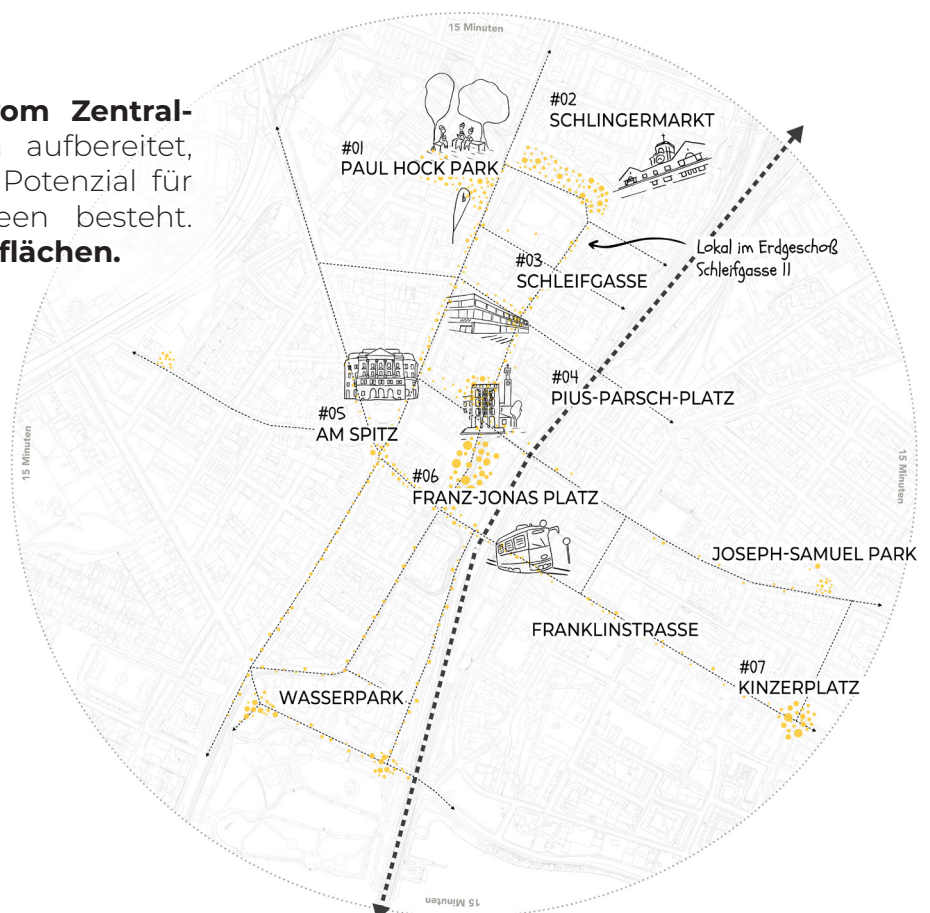 15 Minuten
om Zentral-
aufbereitet,
Potenzial für
een besteht.
flächen.
#01
PAUL HOCK PARK
#02
SCHLINGERMARKT
Lokal im Erdgeschoß
Schleifgasse 11
#03
SCHLEIFGASSE
#04
PIUS-PARSCH-PLATZ
#05
AM SPITZ
15 Minuten
15 Minuten
#06
FRANZ-JONAS PLATZ
JOSEPH-SAMUEL PARK
FRANKLINSTRASSE
#07
KINZERPLATZ
WASSERPARK
15 Minuten